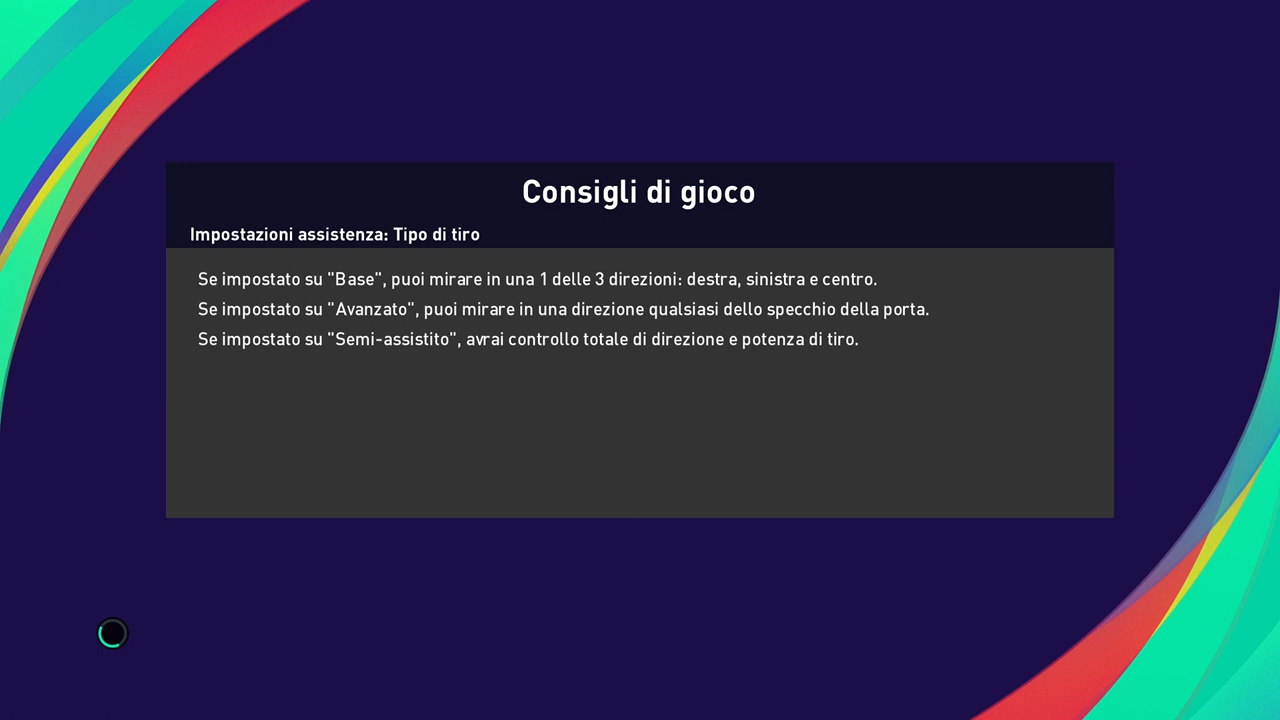 Consigli di gioco
Impostazioni assistenza: Tipo di tiro
Se impostato su "Base", puoi mirare in una 1 delle 3 direzioni: destra, sinistra e centro.
Se impostato su "Avanzato", puoi mirare in una direzione qualsiasi dello specchio della porta.
Se impostato su "Semi-assistito", avrai controllo totale di direzione e potenza di tiro.